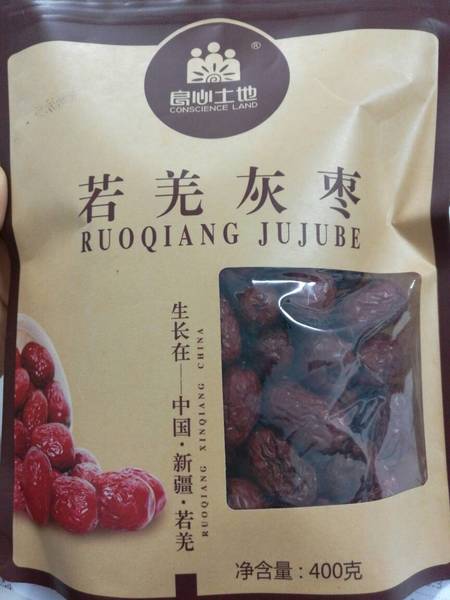 ®
良心土地
CONSCIENCE LAND
若羌灰枣
RUOQIANG JUJUBE
生长在——中国·新疆·若羌
RUOQIANG XINQIANG CHINA
净含量:400克